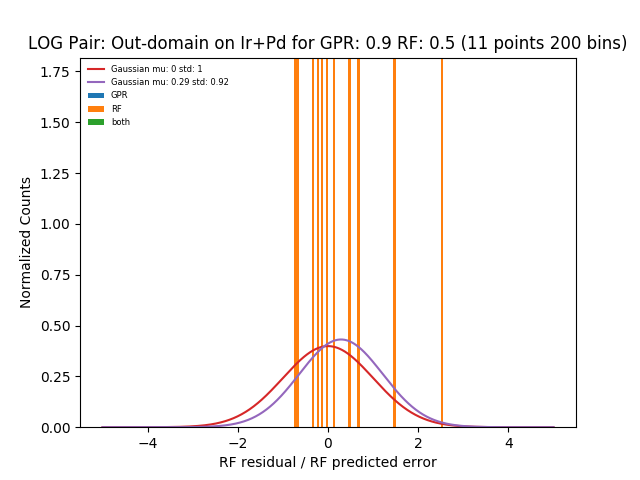 LOG Pair: Out-domain on Ir+Pd for GPR: 0.9 RF: 0.5 (11 points 200 bins)
Gaussian mu: 0 std: 1
Gaussian mu: 0.29 std: 0.92
GPR
RF
both
Normalized Counts
1.75
1.50
1.25
1.00
0.75
0.50
0.25
0.00
−4
−2
0
2
4
RF residual / RF predicted error